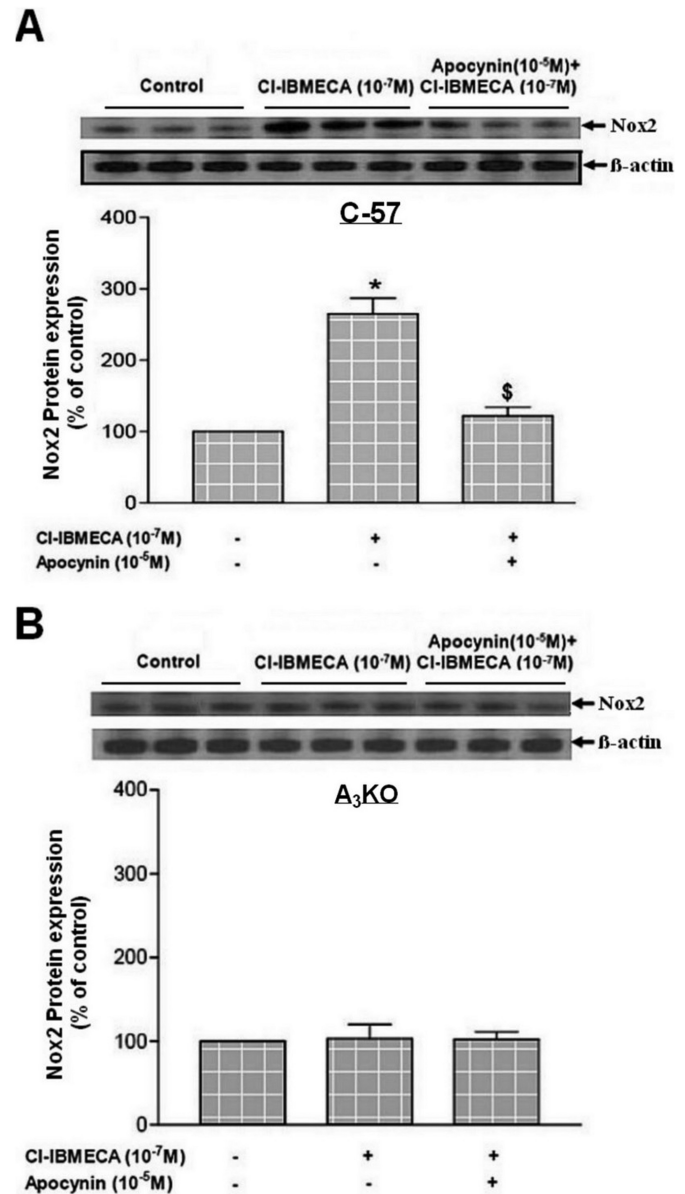 A
Control
Cl-IBMECA (10⁻⁷M)
Apocynin(10⁻⁵M)+
Cl-IBMECA (10⁻⁷M)
Nox2
ß-actin
C-57
Nox2 Protein expression
(% of control)
400
300
200
100
0
*
$
Cl-IBMECA (10⁻⁷M) - + +
Apocynin (10⁻⁵M) - - +
B
Control
Cl-IBMECA (10⁻⁷M)
Apocynin(10⁻⁵M)+
Cl-IBMECA (10⁻⁷M)
Nox2
ß-actin
A₃KO
Nox2 Protein expression
(% of control)
400
300
200
100
0
Cl-IBMECA (10⁻⁷M) - + +
Apocynin (10⁻⁵M) - - +